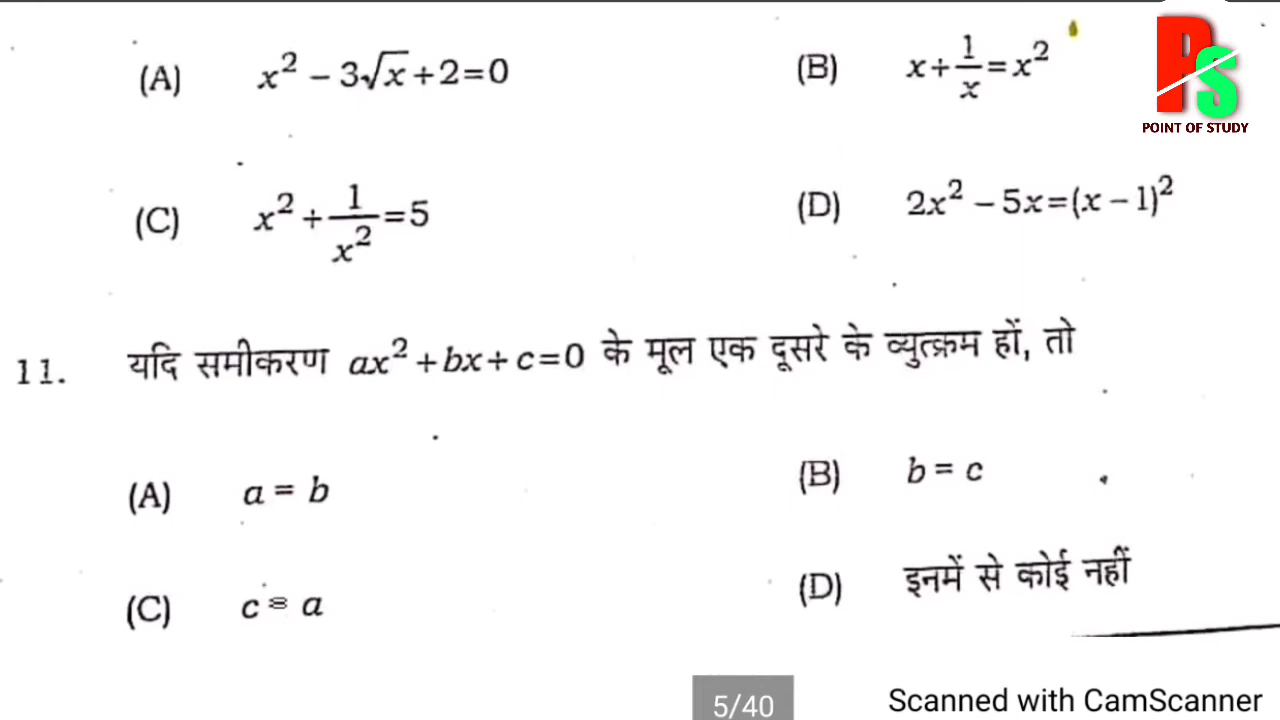 PS
POINT OF STUDY
(A) x² – 3√x + 2=0 (B) x+1/x=x²
(C) x² + 1/x² =5 (D) 2x² – 5x=(x – 1)²
11. यदि समीकरण ax² + bx + c=0 के मूल एक दूसरे के व्युत्क्रम हों, तो
(A) a = b (B) b = c
(C) c = a (D) इनमें से कोई नहीं
5/40
Scanned with CamScanner